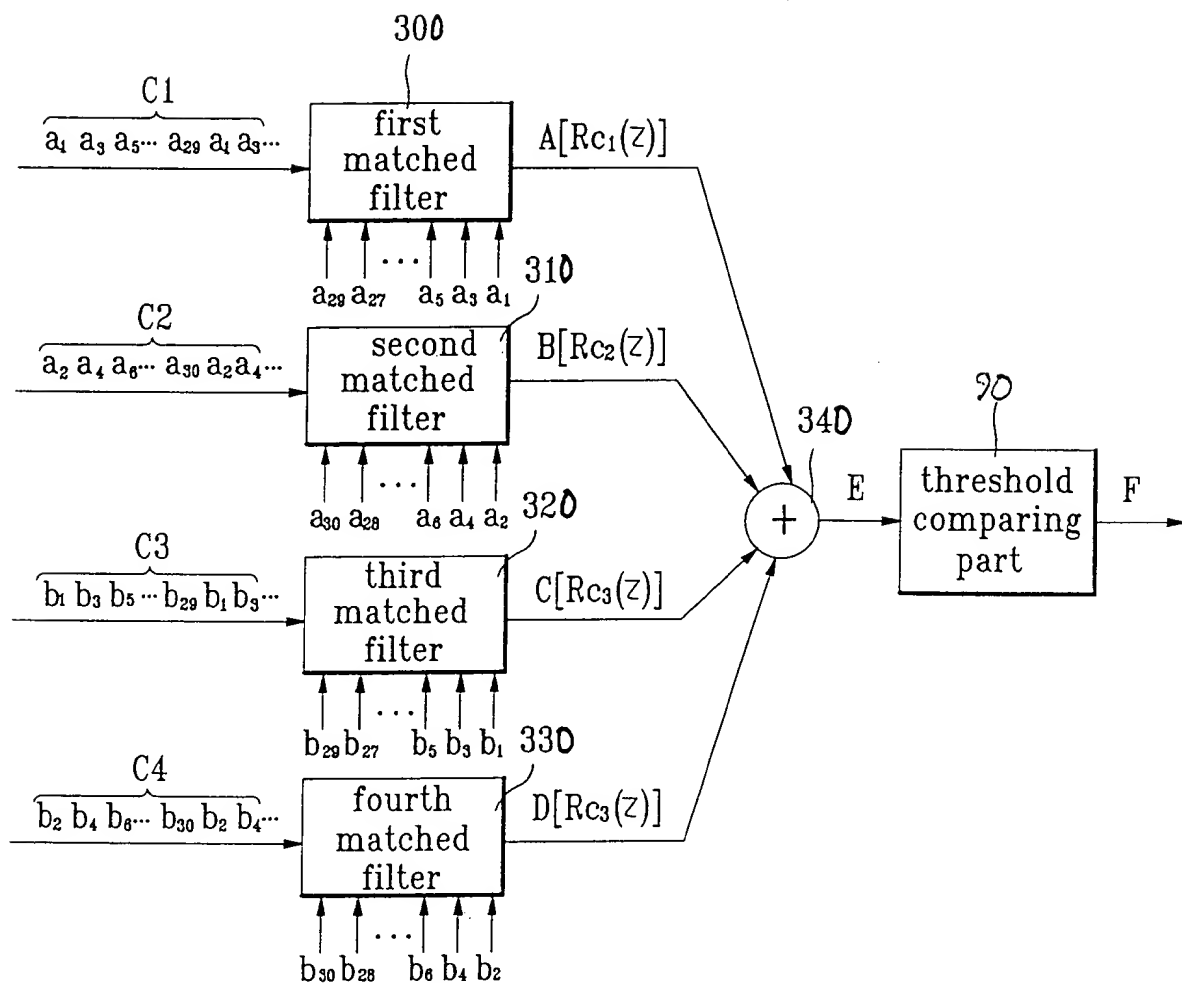 300
C1
a₁ a₃ a₅··· a₂₉ a₁ a₃···
first
matched
filter
A[Rc₁(z)]
a₂₉ a₂₇ ··· a₅ a₃ a₁
310
C2
a₂ a₄ a₆··· a₃₀ a₂ a₄···
second
matched
filter
B[Rc₂(z)]
a₃₀ a₂₈ ··· a₆ a₄ a₂
340
90
+
E
threshold
comparing
part
F
320
C3
b₁ b₃ b₅ ··· b₂₉ b₁ b₃···
third
matched
filter
C[Rc₃(z)]
b₂₉ b₂₇ ··· b₅ b₃ b₁
330
C4
b₂ b₄ b₆··· b₃₀ b₂ b₄···
fourth
matched
filter
D[Rc₃(z)]
b₃₀ b₂₈ ··· b₆ b₄ b₂